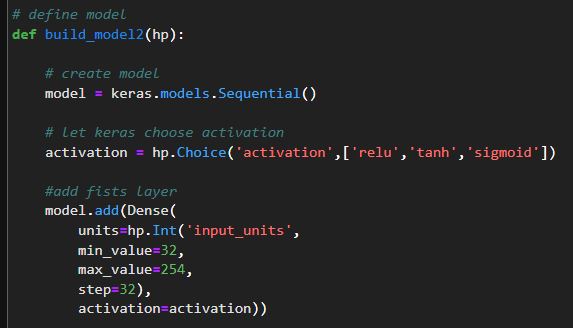 # define model
def build_model2(hp):
# create model
model = keras.models.Sequential()
# let keras choose activation
activation = hp.Choice('activation',['relu','tanh','sigmoid'])
#add fists layer
model.add(Dense(
units=hp.Int('input_units',
min_value=32,
max_value=254,
step=32),
activation=activation))